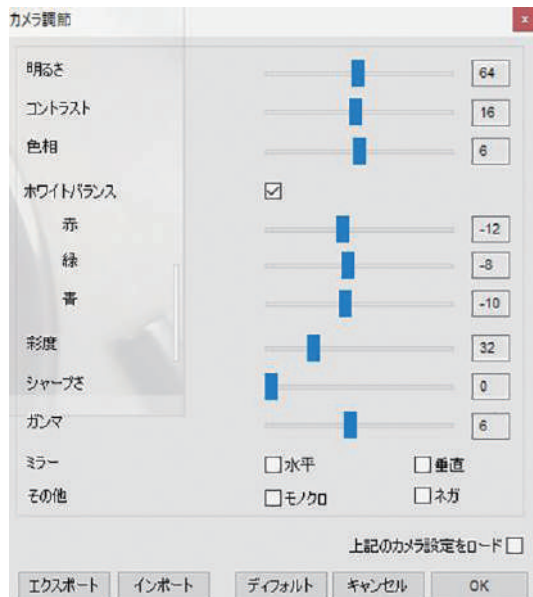 カメラ調節
x
明るさ 64
コントラスト 16
色相 6
ホワイトバランス
赤 -12
緑 -8
書 -10
彩度 32
シャープさ 0
ガンマ 6
ミラー 水平 垂直
その他 モノクロ ネガ
上記のカメラ設定をロード
エクスポート インポート ディフォルト キャンセル OK